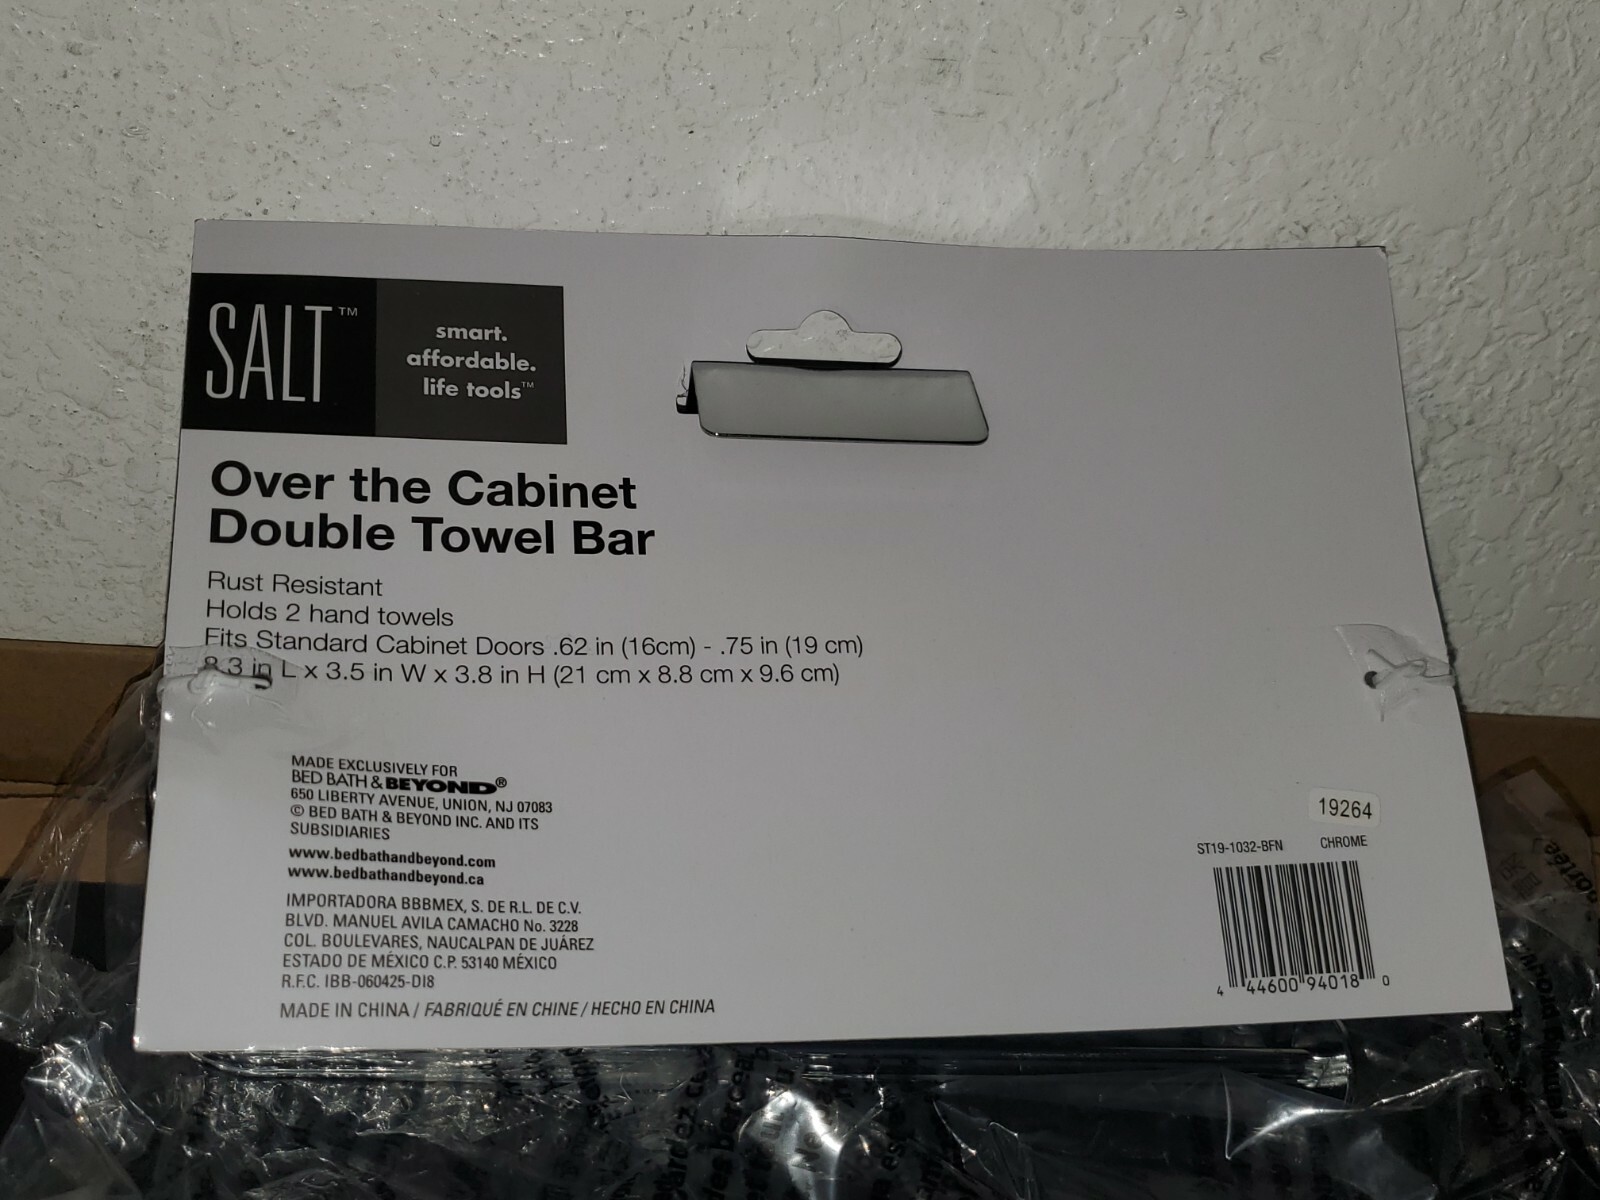 SALT™
smart.
affordable.
life tools™
Over the Cabinet
Double Towel Bar
Rust Resistant
Holds 2 hand towels
Fits Standard Cabinet Doors .62 in (16cm) - .75 in (19 cm)
8.3 in L x 3.5 in W x 3.8 in H (21 cm x 8.8 cm x 9.6 cm)
MADE EXCLUSIVELY FOR
BED BATH & BEYOND®
650 LIBERTY AVENUE, UNION, NJ 07083
© BED BATH & BEYOND INC. AND ITS
SUBSIDIARIES
www.bedbathandbeyond.com
www.bedbathandbeyond.ca
IMPORTADORA BBBMEX, S. DE R.L. DE C.V.
BLVD. MANUEL AVILA CAMACHO No. 3228
COL. BOULEVARES, NAUCALPAN DE JUÁREZ
ESTADO DE MÉXICO C.P. 53140 MÉXICO
R.F.C. IBB-060425-DI8
MADE IN CHINA / FABRIQUÉ EN CHINE / HECHO EN CHINA
19264
ST19-1032-BFN CHROME
4 44600 94018 0